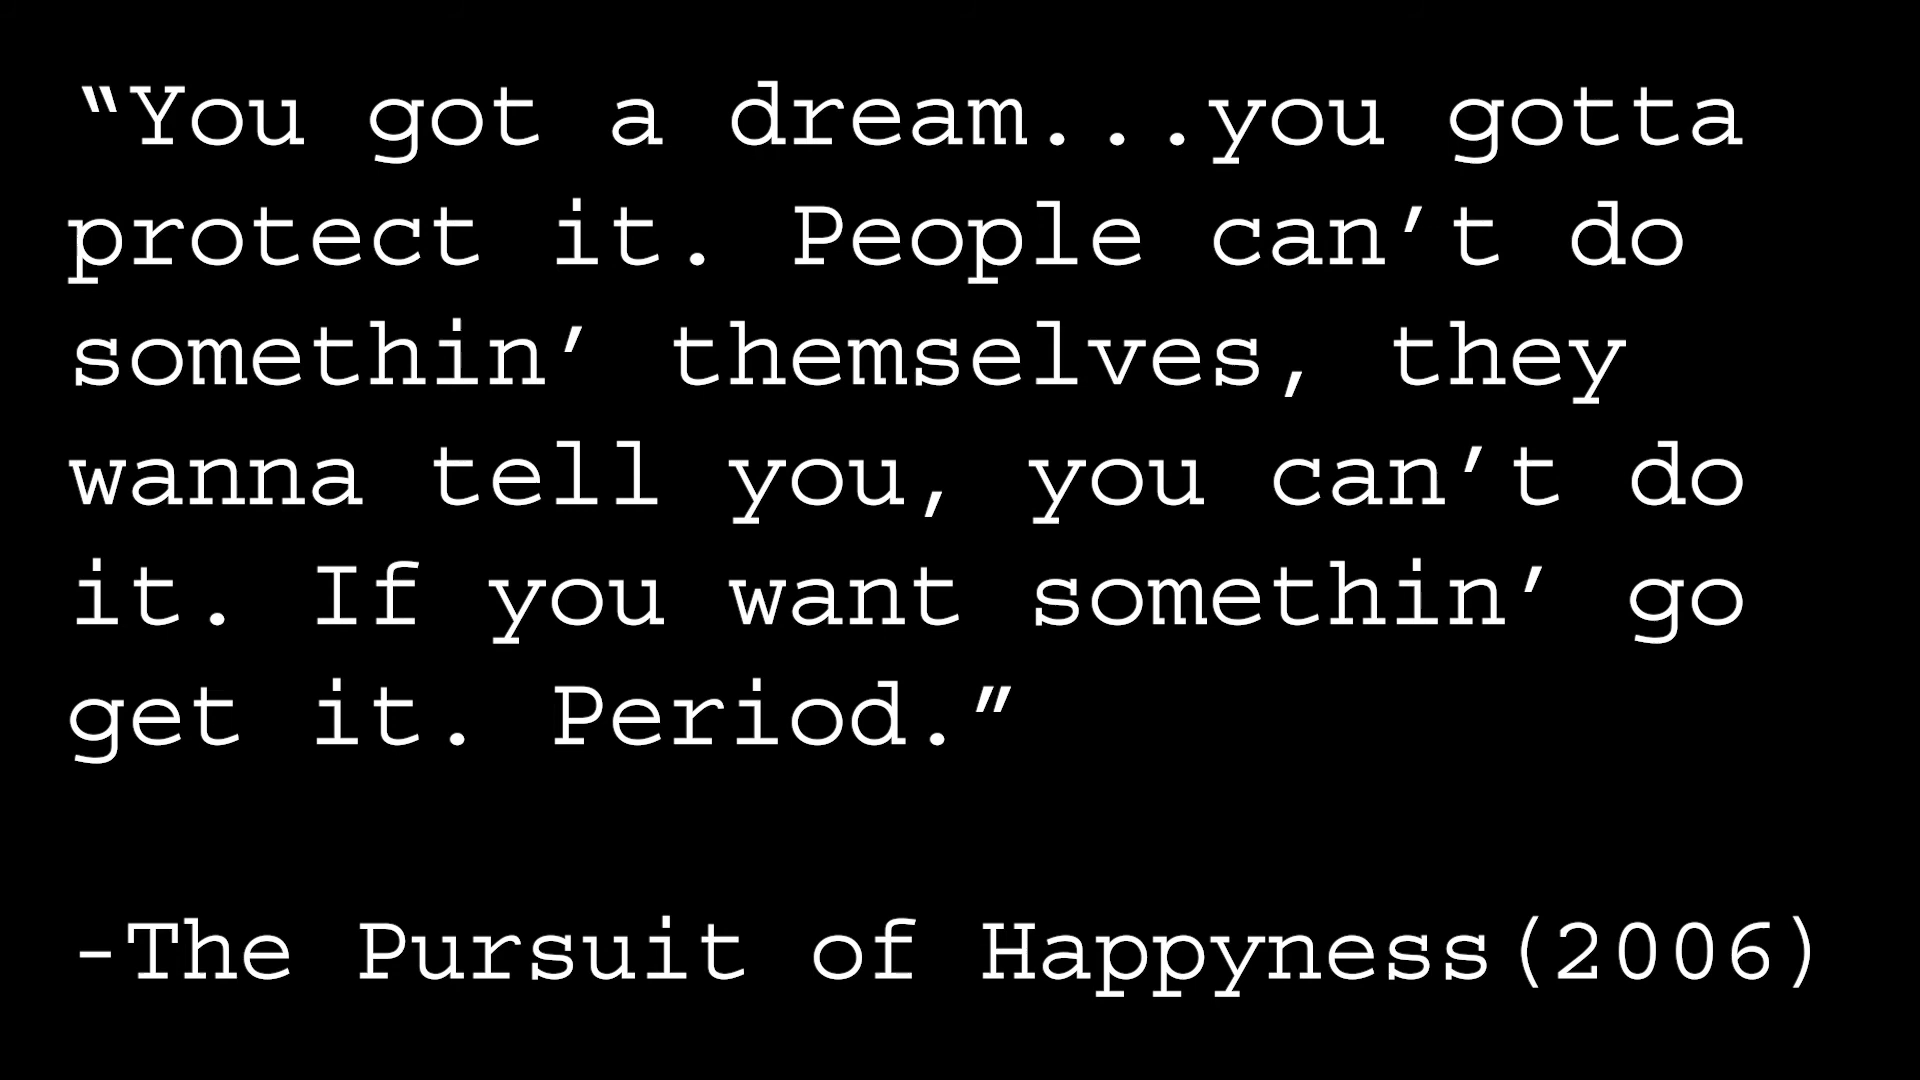 “You got a dream...you gotta
protect it. People can’t do
somethin’ themselves, they
wanna tell you, you can’t do
it. If you want somethin’ go
get it. Period.”
-The Pursuit of Happyness(2006)